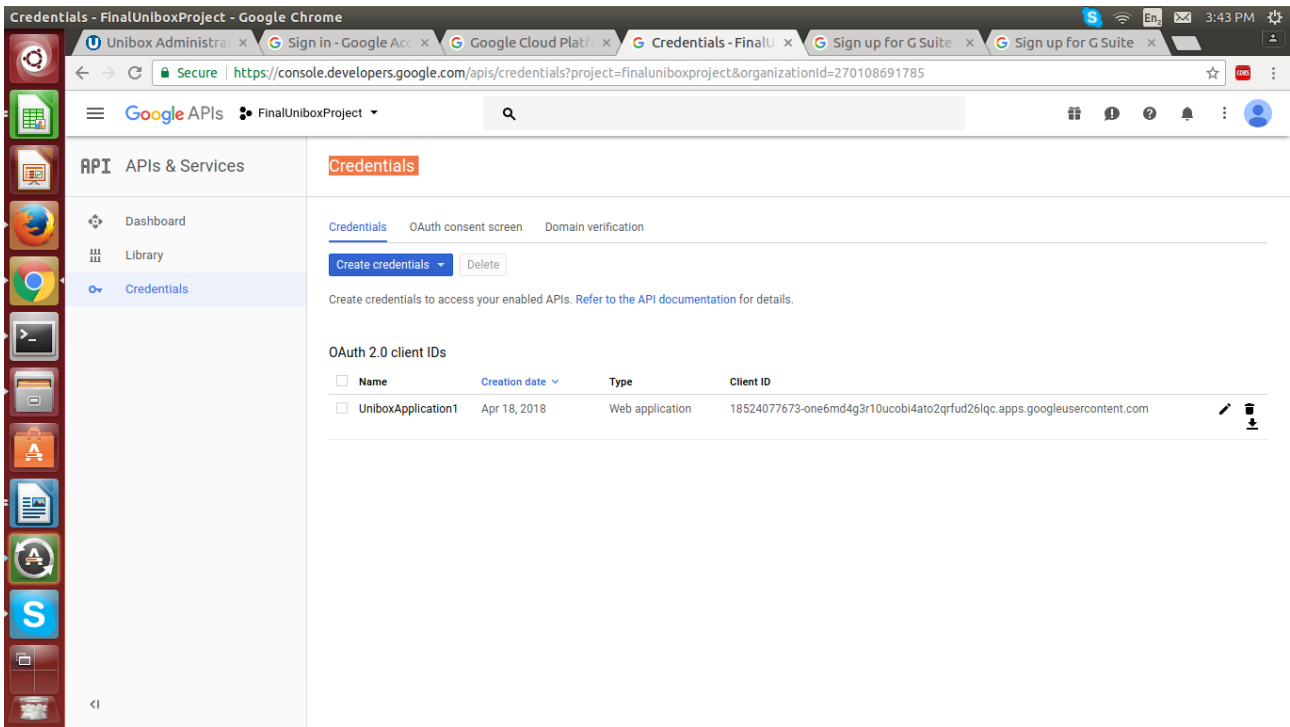 Credentials - FinalUniboxProject - Google Chrome
En2 3:43 PM
Unibox Administra
Sign in - Google Acc
Google Cloud Platf
Credentials - FinalU
Sign up for G Suite -
Sign up for G Suite
Secure https://console.developers.google.com/apis/credentials?project=finaluniboxproject&organizationId=270108691785
CORS
Google APIs FinalUniboxProject
API APIs & Services
Credentials
Dashboard
Library
Credentials
Credentials OAuth consent screen Domain verification
Create credentials Delete
Create credentials to access your enabled APIs. Refer to the API documentation for details.
OAuth 2.0 client IDs
Name Creation date Type Client ID
UniboxApplication1 Apr 18, 2018 Web application 18524077673-one6md4g3r10ucobi4ato2qrfud26lqc.apps.googleusercontent.com